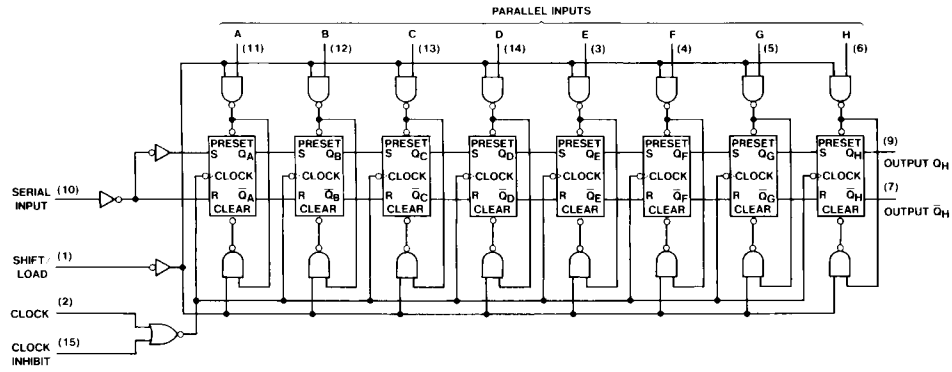 PARALLEL INPUTS
A B C D E F G H
(11) (12) (13) (14) (3) (4) (5) (6)
PRESET PRESET PRESET PRESET PRESET PRESET PRESET PRESET
S QA S QB S QC S QD S QE S QF S QG S QH
(9)
OUTPUT QH
CLOCK CLOCK CLOCK CLOCK CLOCK CLOCK CLOCK CLOCK
SERIAL INPUT (10)
R Q̅A R Q̅B R Q̅C R Q̅D R Q̅E R Q̅F R Q̅G R Q̅H
(7)
OUTPUT Q̅H
CLEAR CLEAR CLEAR CLEAR CLEAR CLEAR CLEAR CLEAR
SHIFT/ (1)
LOAD
CLOCK (2)
CLOCK (15)
INHIBIT